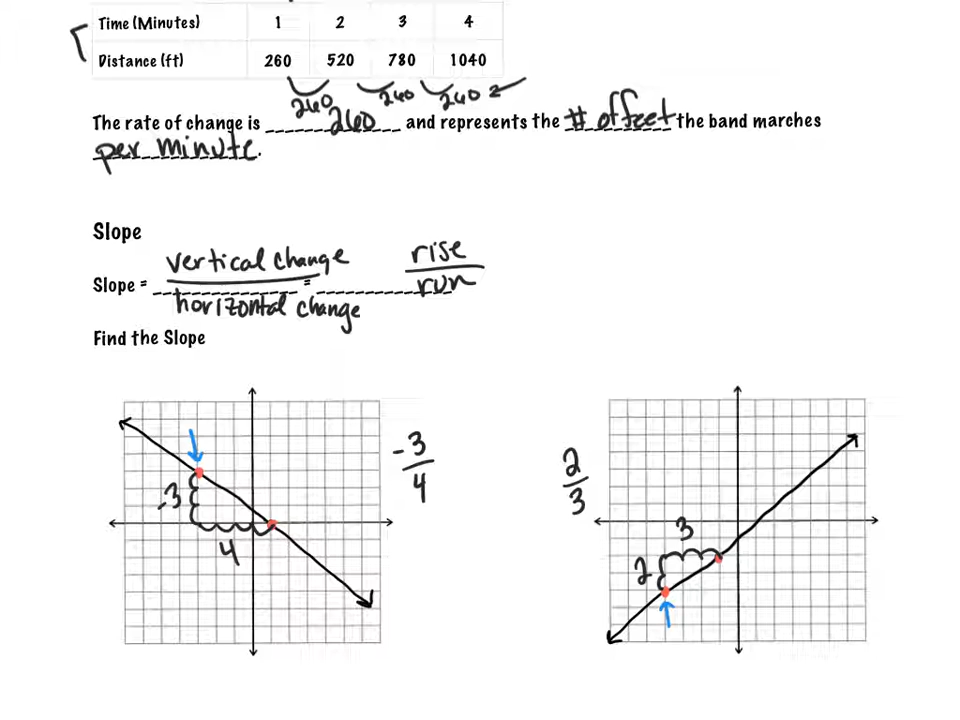 Time (Minutes) 1 2 3 4
Distance (ft) 260 520 780 1040
260 260 260
The rate of change is 260 and represents the # of feet the band marches
per minute.
Slope
Slope = vertical change / horizontal change = rise / run
Find the Slope
-3
4
-3/4
2
3
2/3